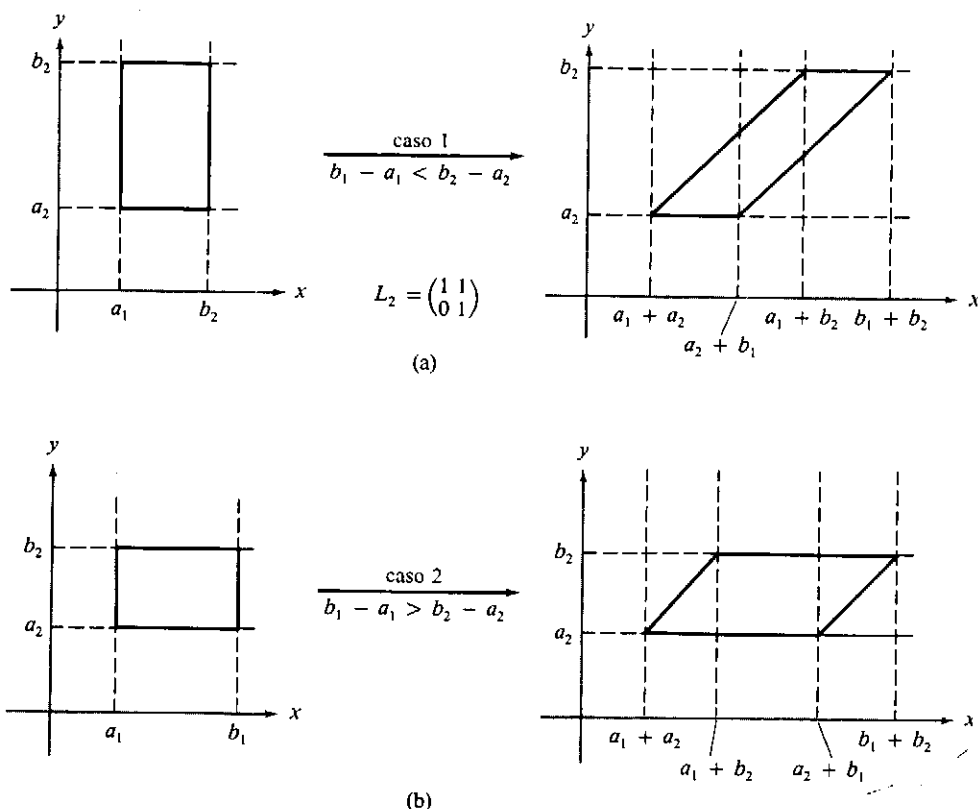 y
b₂
a₂
a₁ b₂ x
caso 1
b₁ − a₁ < b₂ − a₂
L₂ = (1 1
0 1)
y
b₂
a₂
x
a₁ + a₂ a₁ + b₂ b₁ + b₂
a₂ + b₁
(a)
y
b₂
a₂
a₁ b₁ x
caso 2
b₁ − a₁ > b₂ − a₂
y
b₂
a₂
x
a₁ + a₂ b₁ + b₂
a₁ + b₂ a₂ + b₁
(b)